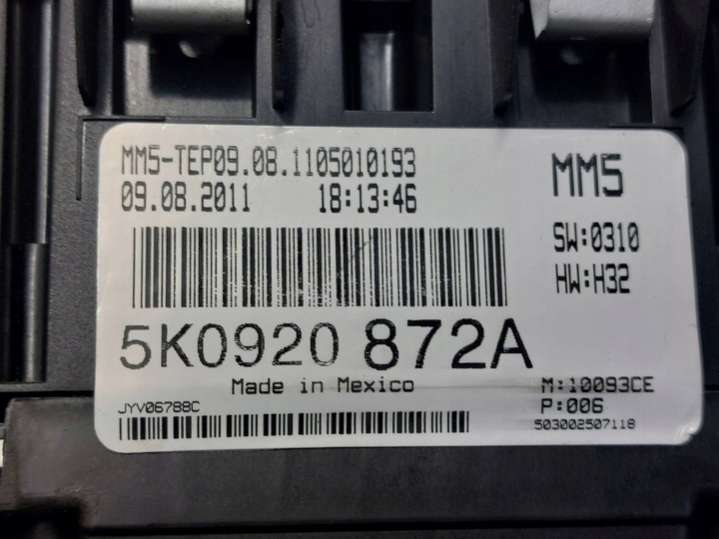 MM5-TEP09.08.1105010193
09.08.2011 18:13:46
MM5
SW:0310
HW:H32
5K0920 872A
Made in Mexico
M:10093CE
P:006
JYV06788C
503002507118